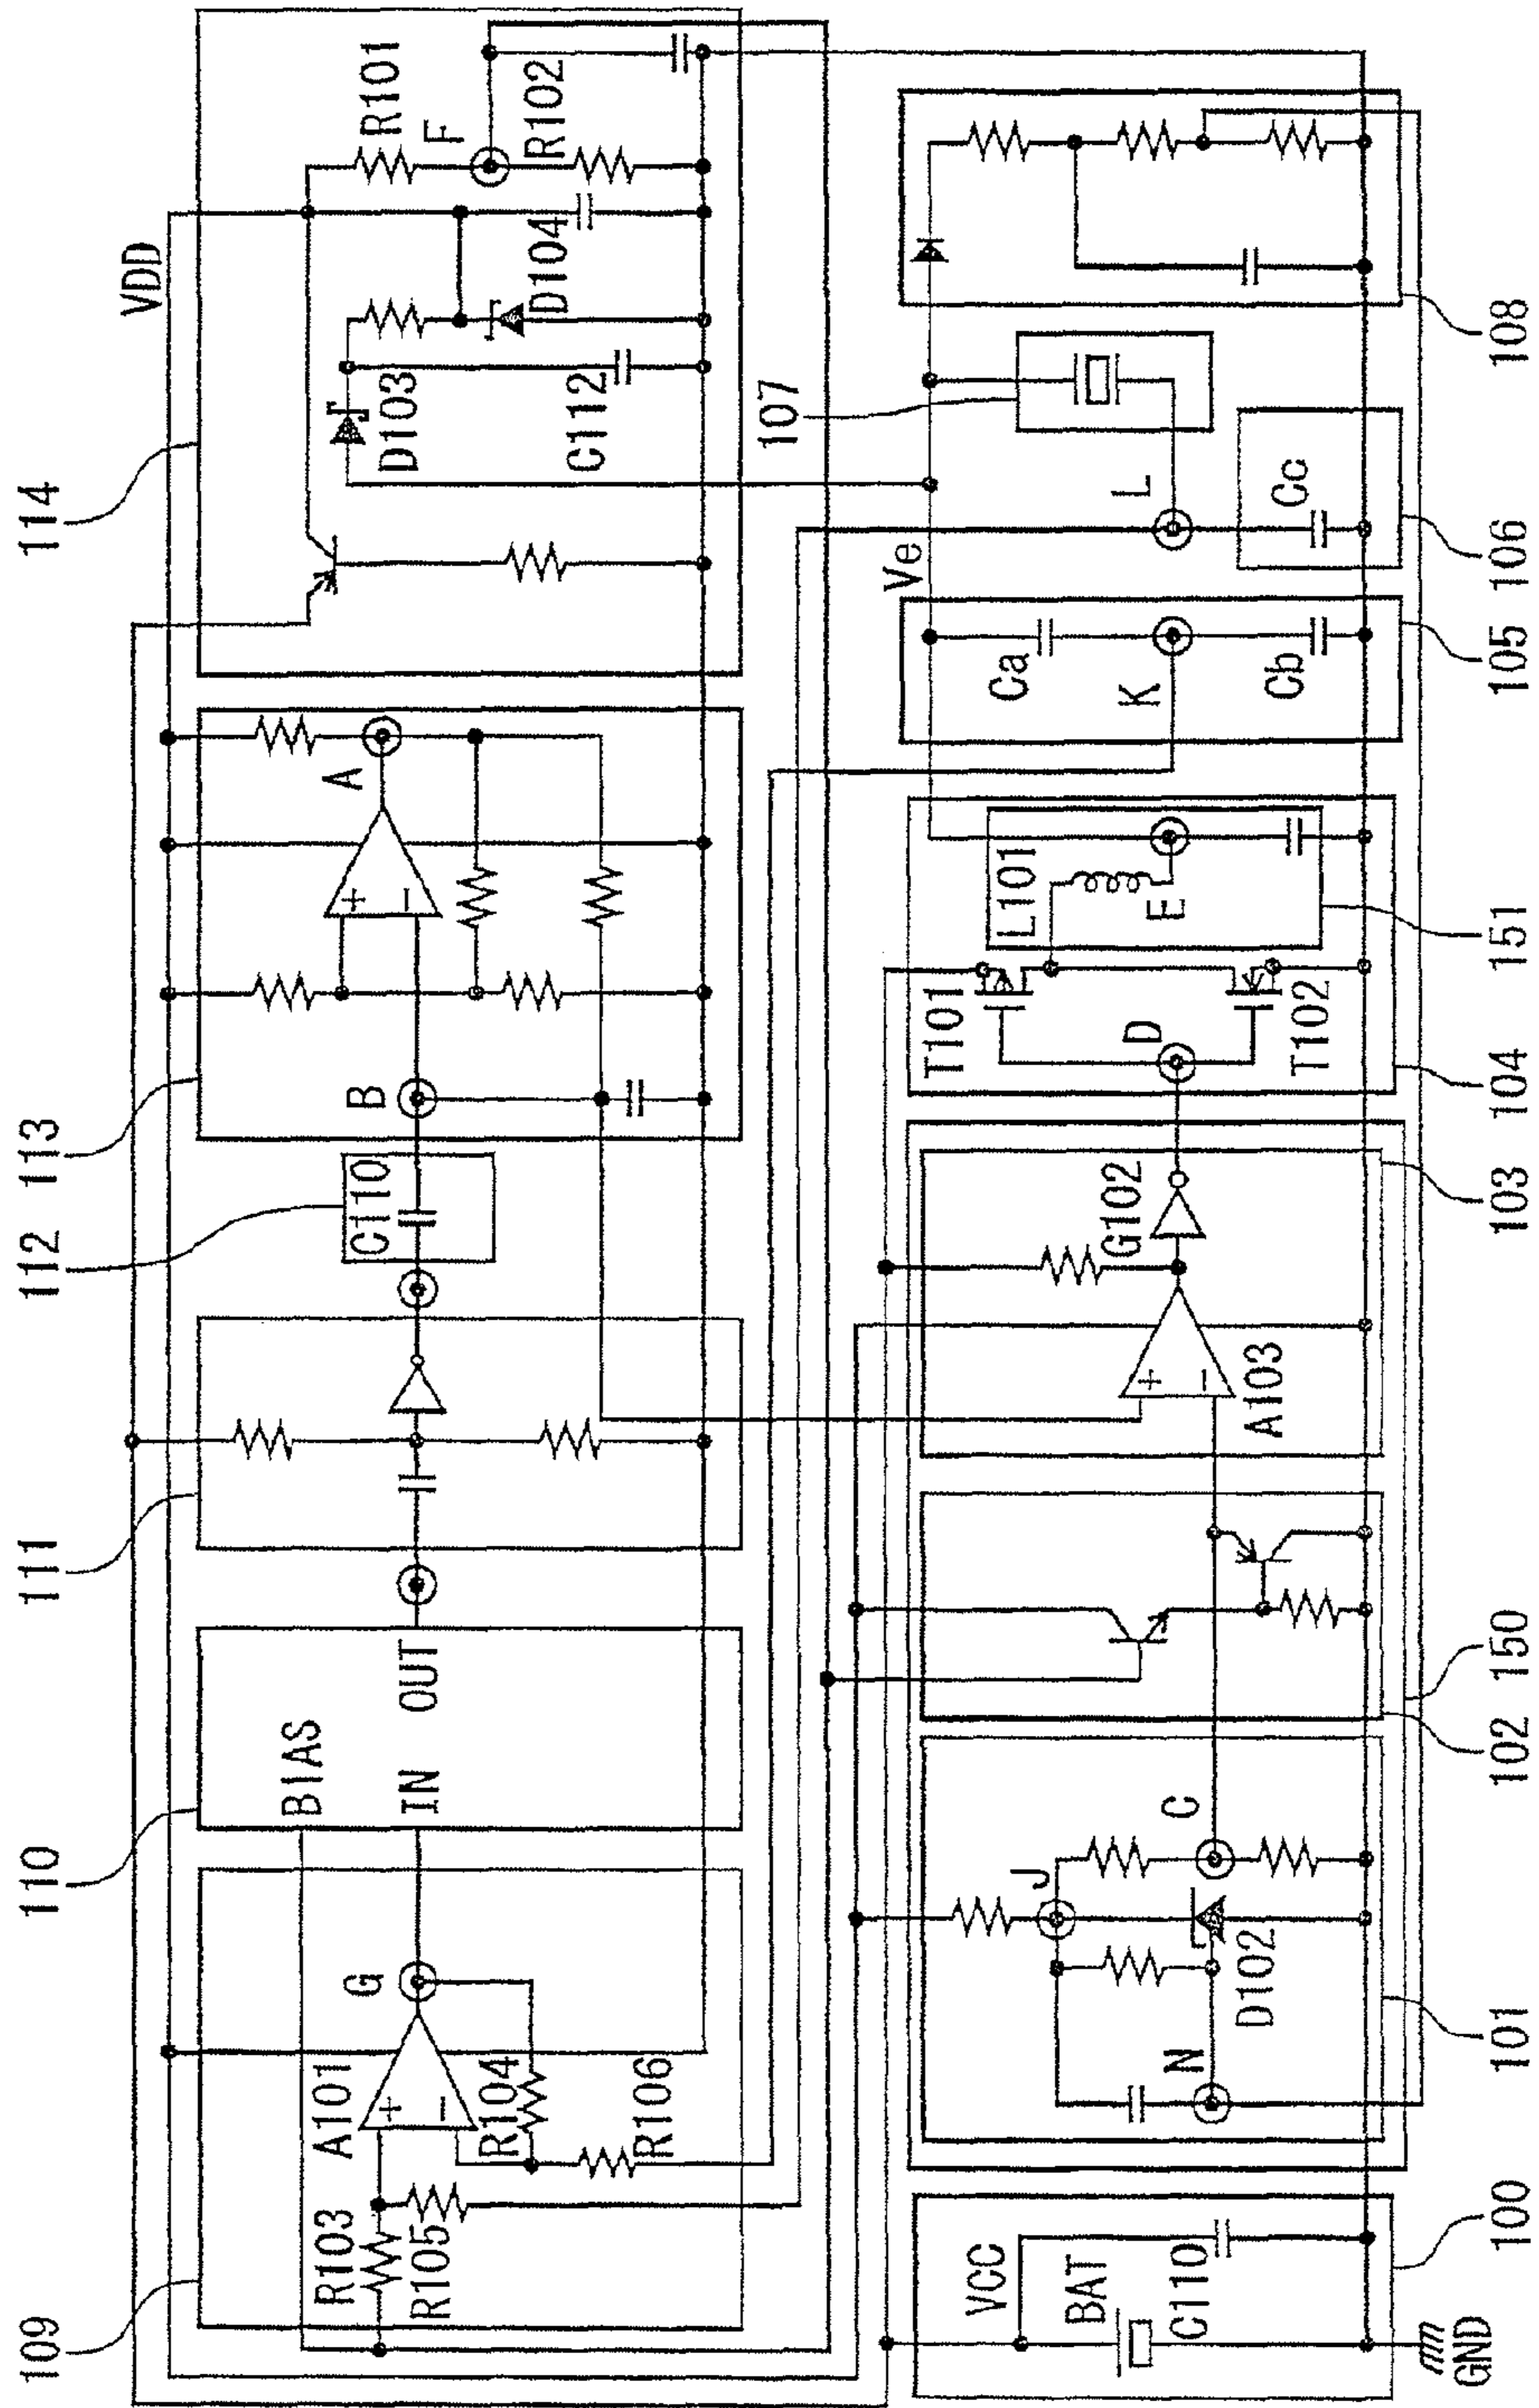 109
110
111
112
113
114
VDD
R103
R105
A101
+
−
G
R104
R106
BIAS
IN
OUT
C110
B
A
+
−
D103
C112
D104
R101
F
R102
100
VCC
BAT
C110
GND
101
N
D102
J
C
102
150
A103
+
−
G102
103
T101
D
T102
104
L101
E
151
Ve
Ca
K
Cb
105
L
Cc
106
107
108